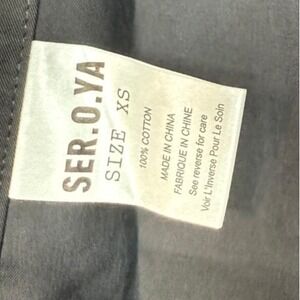 SER.O.YA
SIZE XS
100% COTTON
MADE IN CHINA
FABRIQUE IN CHINE
See reverse for care
Voir L'Inverse Pour Le Soin